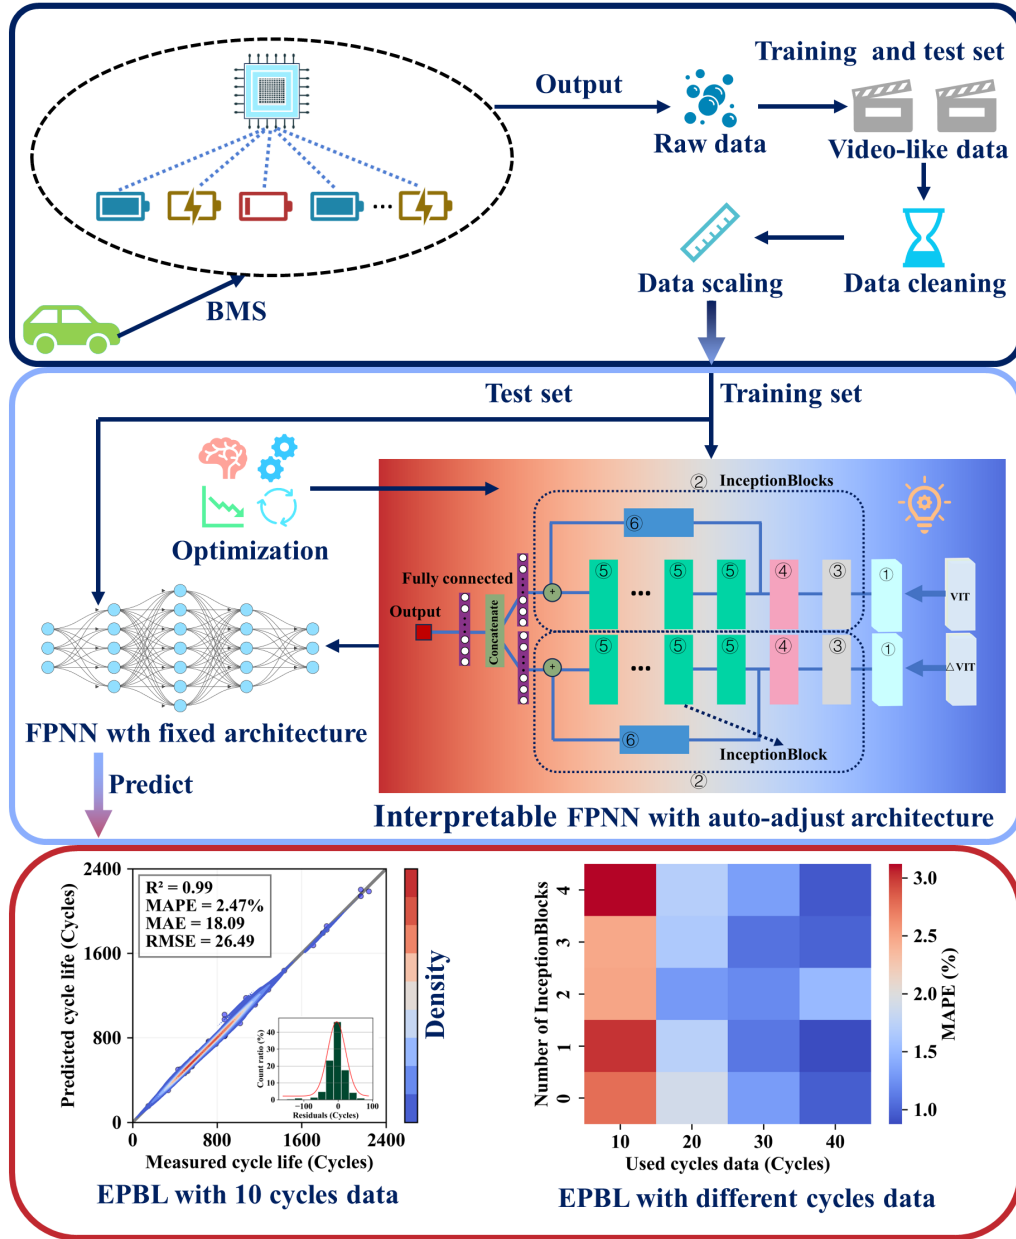 Training and test set
Output
Raw data
Video-like data
Data scaling
Data cleaning
BMS
Test set
Training set
Optimization
② InceptionBlocks
⑥
Fully connected
⑤
•••
⑤
⑤
④
③
①
VIT
Output
+
Concatenate
+
⑤
•••
⑤
⑤
④
③
①
△VIT
⑥
InceptionBlock
②
FPNN wth fixed architecture
Predict
Interpretable FPNN with auto-adjust architecture
2400
1600
800
0
Predicted cycle life (Cycles)
R² = 0.99
MAPE = 2.47%
MAE = 18.09
RMSE = 26.49
Count ratio (%)
40
30
20
10
0
−100
0
100
Residuals (Cycles)
0
800
1600
2400
Measured cycle life (Cycles)
Density
EPBL with 10 cycles data
Number of InceptionBlocks
4
3
2
1
0
10
20
30
40
Used cycles data (Cycles)
3.0
2.5
2.0
1.5
1.0
MAPE (%)
EPBL with different cycles data